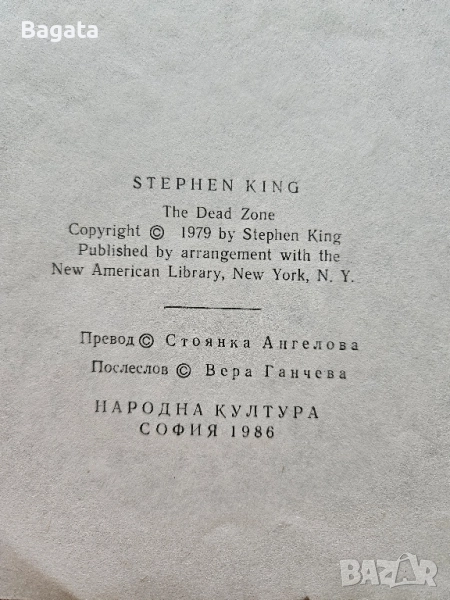 Bagata
STEPHEN KING
The Dead Zone
Copyright © 1979 by Stephen King
Published by arrangement with the
New American Library, New York, N. Y.
Превод © Стоянка Ангелова
Послеслов © Вера Ганчева
НАРОДНА КУЛТУРА
СОФИЯ 1986
BAZAR